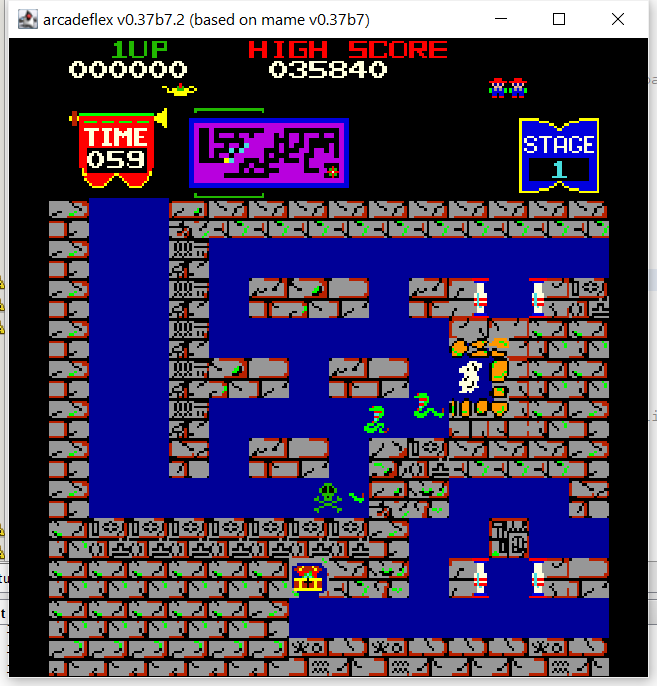 arcadeflex v0.37b7.2 (based on mame v0.37b7)
1UP HIGH SCORE
000000 035840
TIME
059
STAGE
1